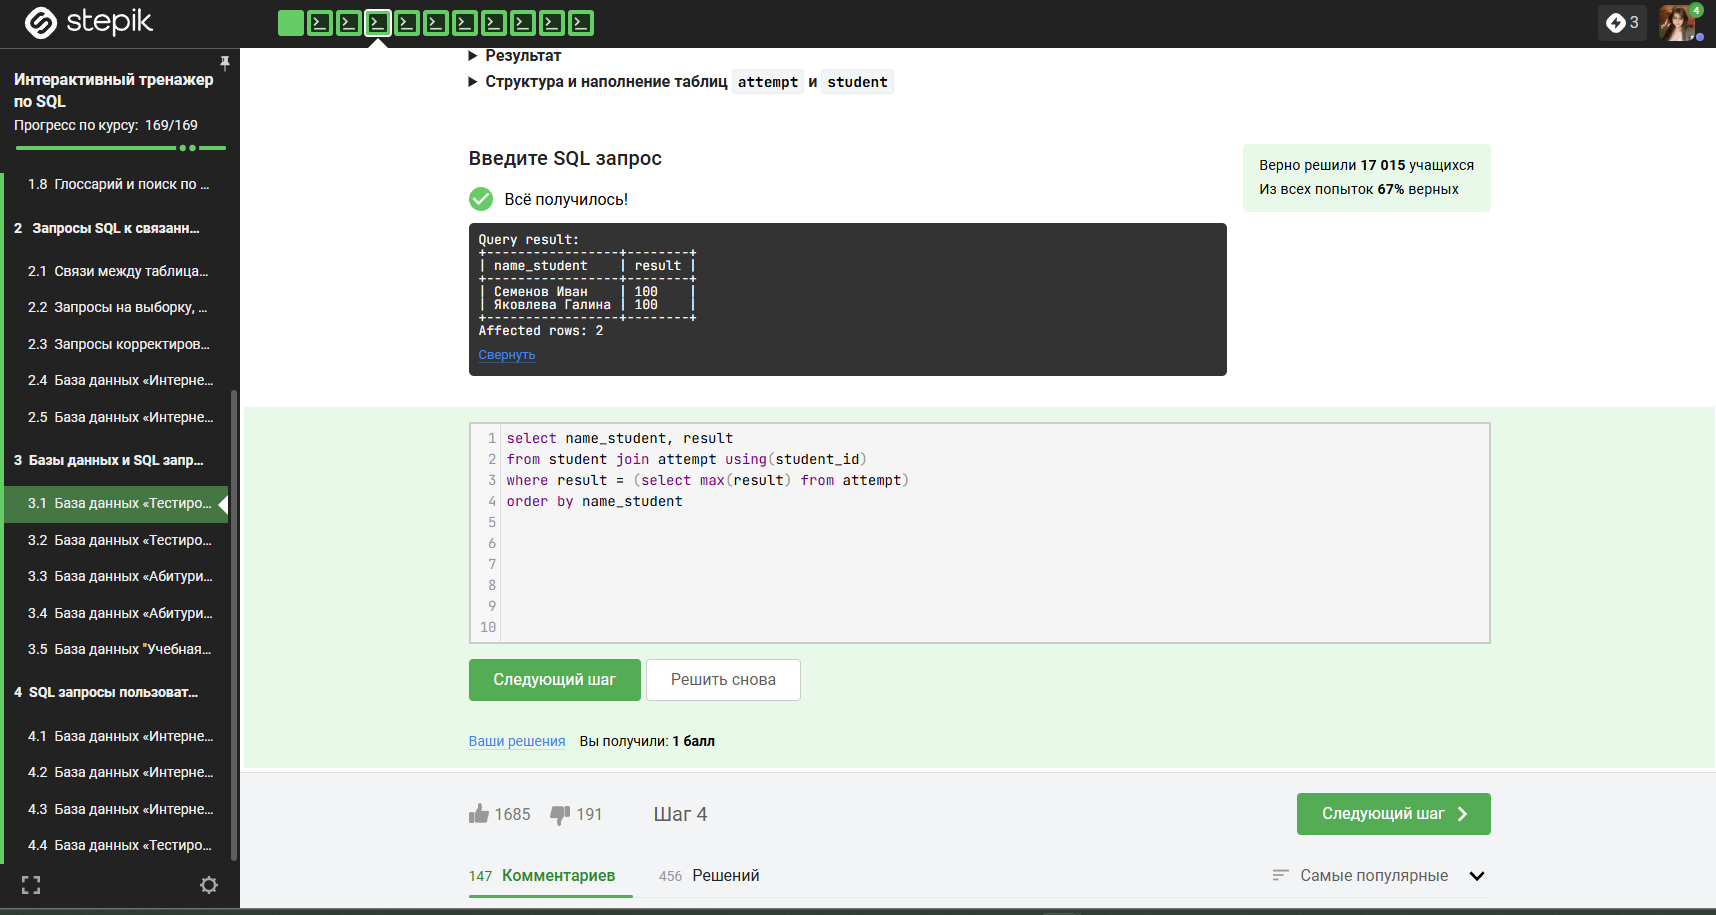 stepik
3
4
Интерактивный тренажер
по SQL
Прогресс по курсу: 169/169
1.8 Глоссарий и поиск по ...
2 Запросы SQL к связанн...
2.1 Связи между таблица...
2.2 Запросы на выборку, ...
2.3 Запросы корректиров...
2.4 База данных «Интерне...
2.5 База данных «Интерне...
3 Базы данных и SQL запр...
3.1 База данных «Тестиро...
3.2 База данных «Тестиро...
3.3 База данных «Абитури...
3.4 База данных «Абитури...
3.5 База данных "Учебная...
4 SQL запросы пользоват...
4.1 База данных «Интерне...
4.2 База данных «Интерне...
4.3 База данных «Интерне...
4.4 База данных «Тестиро...
Результат
Структура и наполнение таблиц attempt и student
Введите SQL запрос
Всё получилось!
Верно решили 17 015 учащихся
Из всех попыток 67% верных
Query result:
+-----------------+--------+
| name_student    | result |
+-----------------+--------+
| Семенов Иван    | 100    |
| Яковлева Галина | 100    |
+-----------------+--------+
Affected rows: 2
Свернуть
1 select name_student, result
2 from student join attempt using(student_id)
3 where result = (select max(result) from attempt)
4 order by name_student
5
6
7
8
9
10
Следующий шаг
Решить снова
Ваши решения Вы получили: 1 балл
1685 191 Шаг 4
Следующий шаг
147 Комментариев
456 Решений
Самые популярные